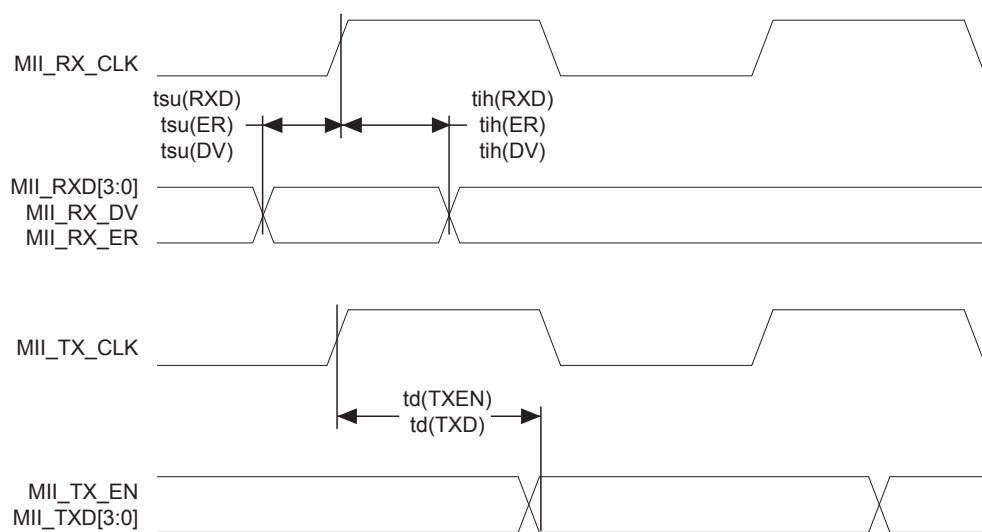 MII_RX_CLK
tsu(RXD)
tsu(ER)
tsu(DV)
tih(RXD)
tih(ER)
tih(DV)
MII_RXD[3:0]
MII_RX_DV
MII_RX_ER
MII_TX_CLK
td(TXEN)
td(TXD)
MII_TX_EN
MII_TXD[3:0]